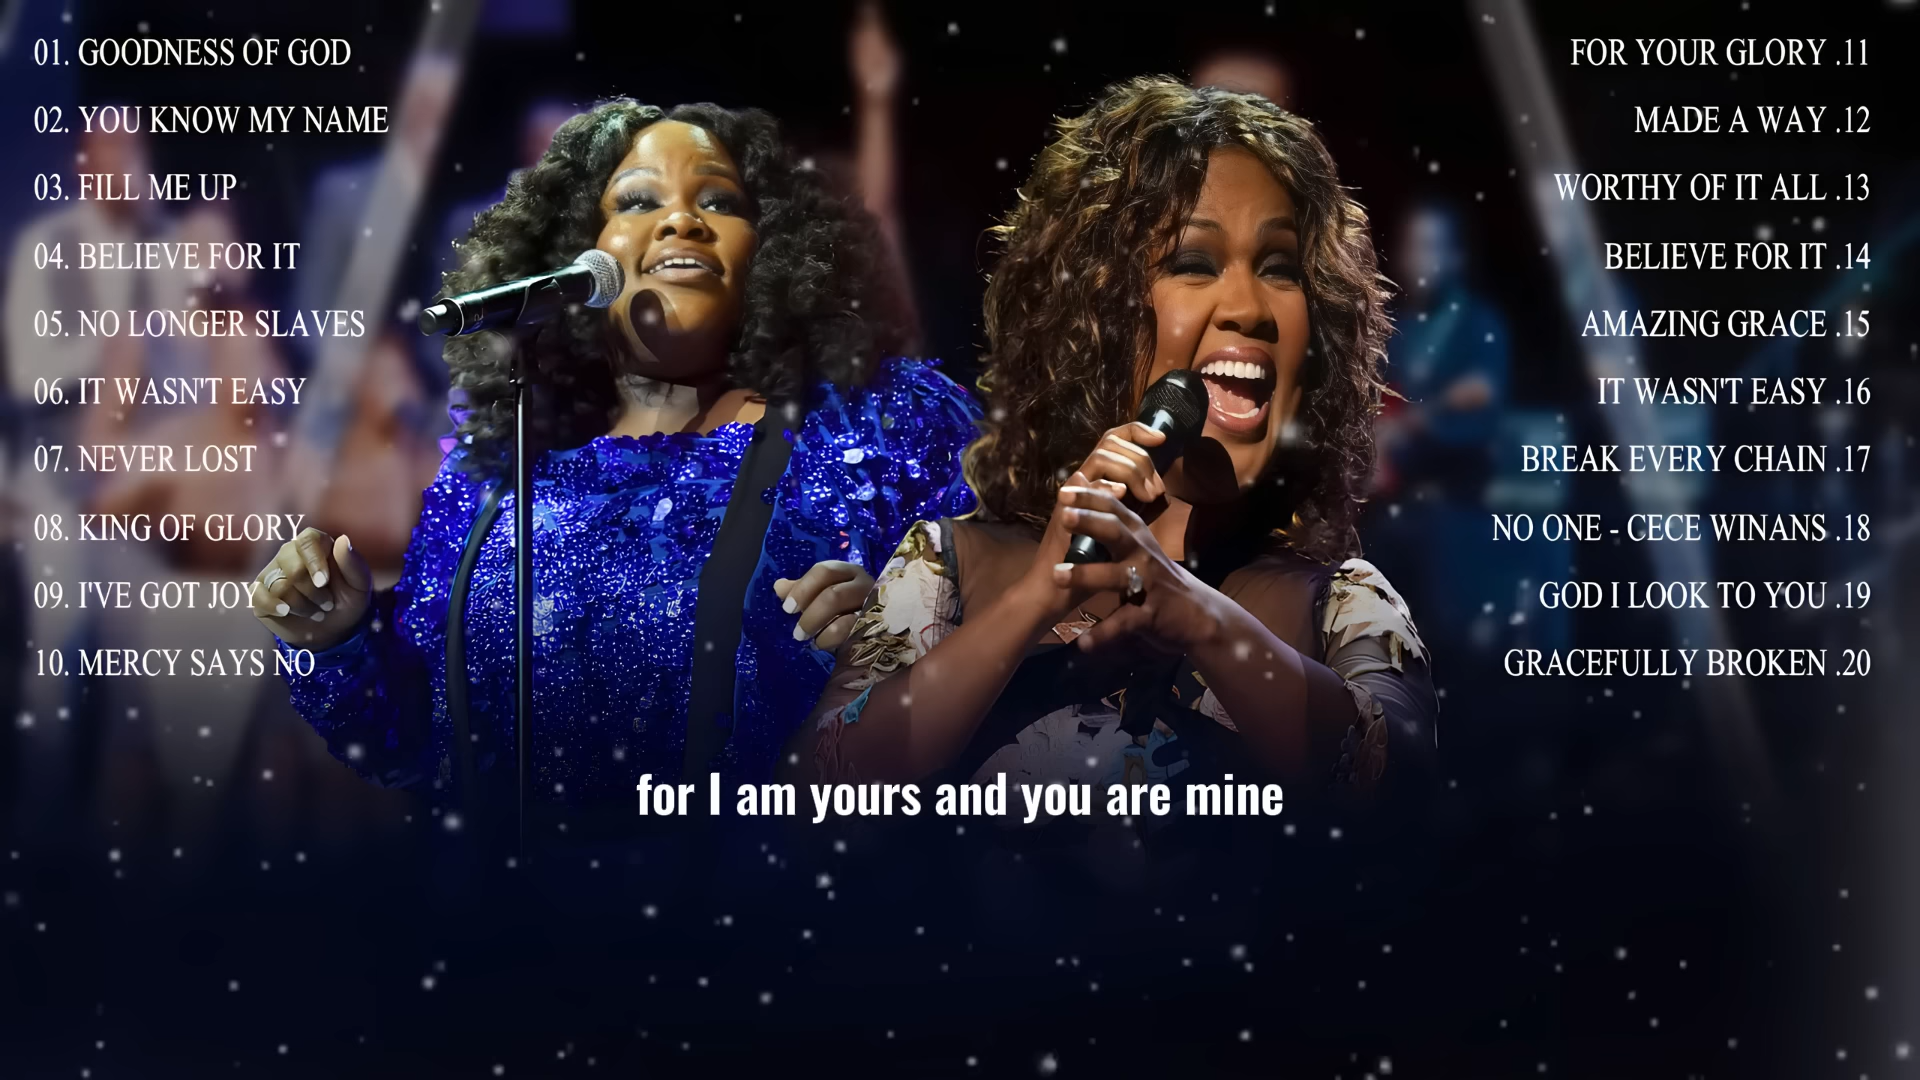 01. GOODNESS OF GOD
02. YOU KNOW MY NAME
03. FILL ME UP
04. BELIEVE FOR IT
05. NO LONGER SLAVES
06. IT WASN'T EASY
07. NEVER LOST
08. KING OF GLORY
09. I'VE GOT JOY
10. MERCY SAYS NO
FOR YOUR GLORY .11
MADE A WAY .12
WORTHY OF IT ALL .13
BELIEVE FOR IT .14
AMAZING GRACE .15
IT WASN'T EASY .16
BREAK EVERY CHAIN .17
NO ONE - CECE WINANS .18
GOD I LOOK TO YOU .19
GRACEFULLY BROKEN .20
for I am yours and you are mine